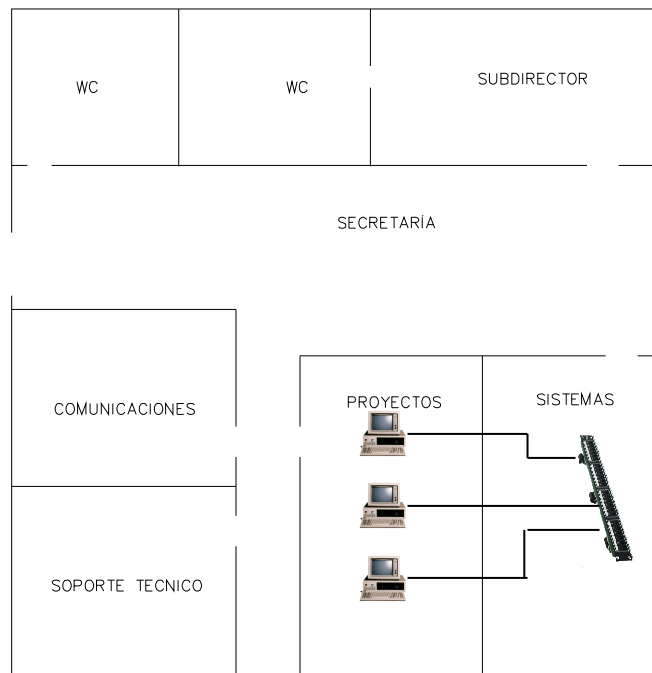 WC
WC
SUBDIRECTOR
SECRETARÍA
COMUNICACIONES
PROYECTOS
SISTEMAS
SOPORTE TECNICO